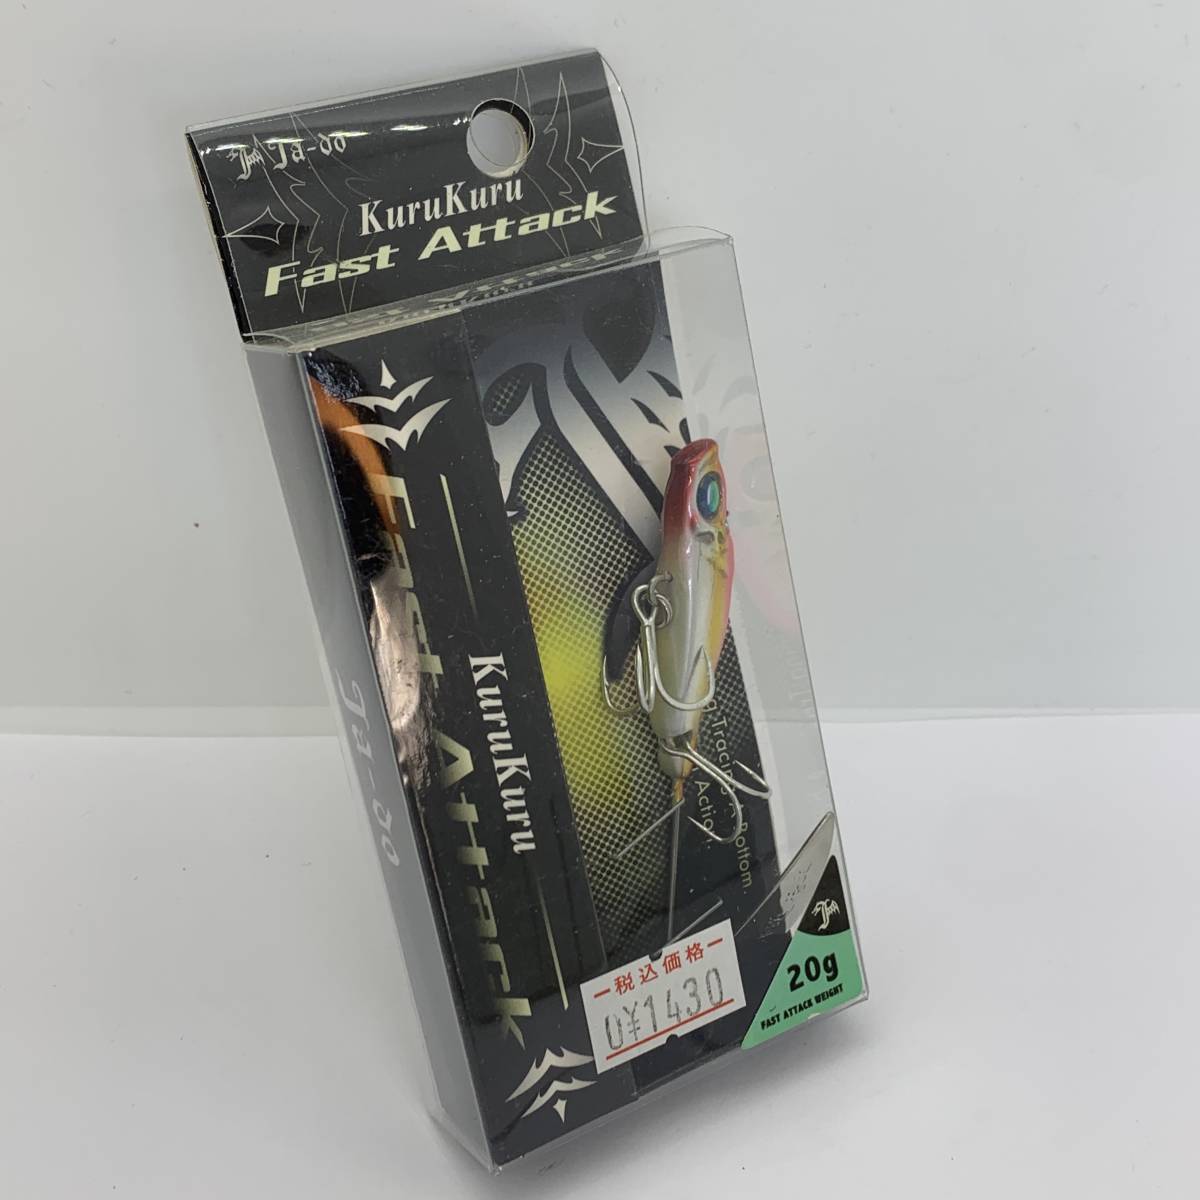 Ja-do
KuruKuru
Fast Attack
Fast Attack
KuruKuru
Ja-do
Tracing A Bottom
Action.
税込価格
0¥1430
20g
FAST ATTACK WEIGHT